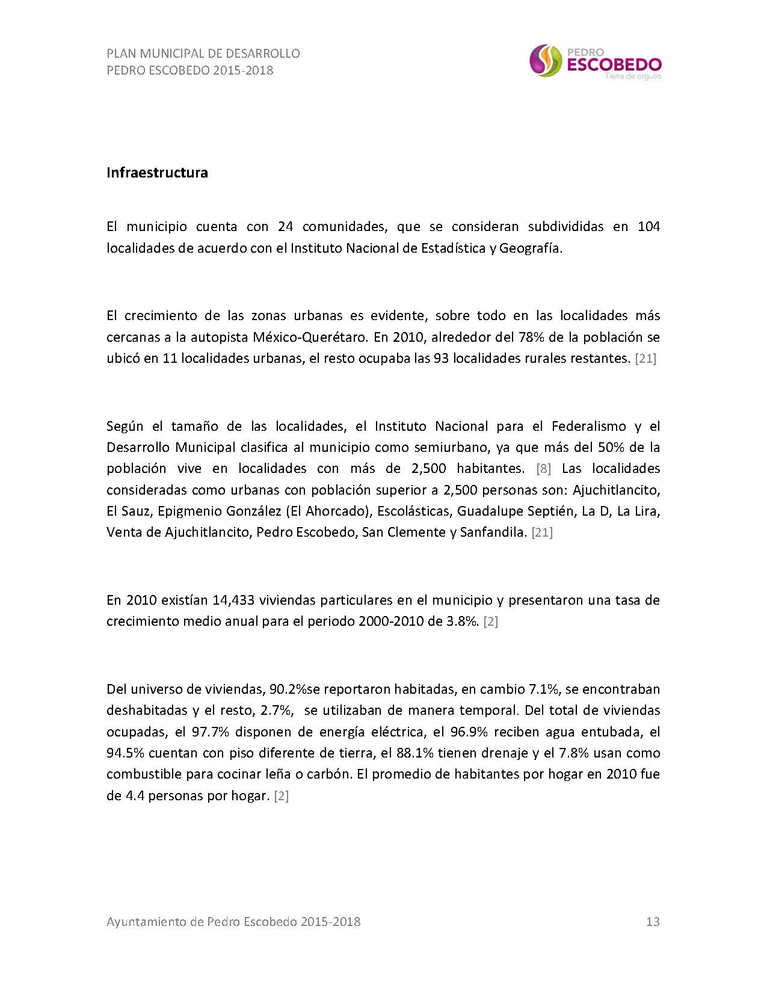 PLAN MUNICIPAL DE DESARROLLO
PEDRO ESCOBEDO 2015-2018
PEDRO
ESCOBEDO
Tierra de orgullo
Infraestructura
El municipio cuenta con 24 comunidades, que se consideran subdivididas en 104
localidades de acuerdo con el Instituto Nacional de Estadística y Geografía.
El crecimiento de las zonas urbanas es evidente, sobre todo en las localidades más
cercanas a la autopista México-Querétaro. En 2010, alrededor del 78% de la población se
ubicó en 11 localidades urbanas, el resto ocupaba las 93 localidades rurales restantes. [21]
Según el tamaño de las localidades, el Instituto Nacional para el Federalismo y el
Desarrollo Municipal clasifica al municipio como semiurbano, ya que más del 50% de la
población vive en localidades con más de 2,500 habitantes. [8] Las localidades
consideradas como urbanas con población superior a 2,500 personas son: Ajuchitlancito,
El Sauz, Epigmenio González (El Ahorcado), Escolásticas, Guadalupe Septién, La D, La Lira,
Venta de Ajuchitlancito, Pedro Escobedo, San Clemente y Sanfandila. [21]
En 2010 existían 14,433 viviendas particulares en el municipio y presentaron una tasa de
crecimiento medio anual para el periodo 2000-2010 de 3.8%. [2]
Del universo de viviendas, 90.2%se reportaron habitadas, en cambio 7.1%, se encontraban
deshabitadas y el resto, 2.7%,  se utilizaban de manera temporal. Del total de viviendas
ocupadas, el 97.7% disponen de energía eléctrica, el 96.9% reciben agua entubada, el
94.5% cuentan con piso diferente de tierra, el 88.1% tienen drenaje y el 7.8% usan como
combustible para cocinar leña o carbón. El promedio de habitantes por hogar en 2010 fue
de 4.4 personas por hogar. [2]
Ayuntamiento de Pedro Escobedo 2015-2018 13